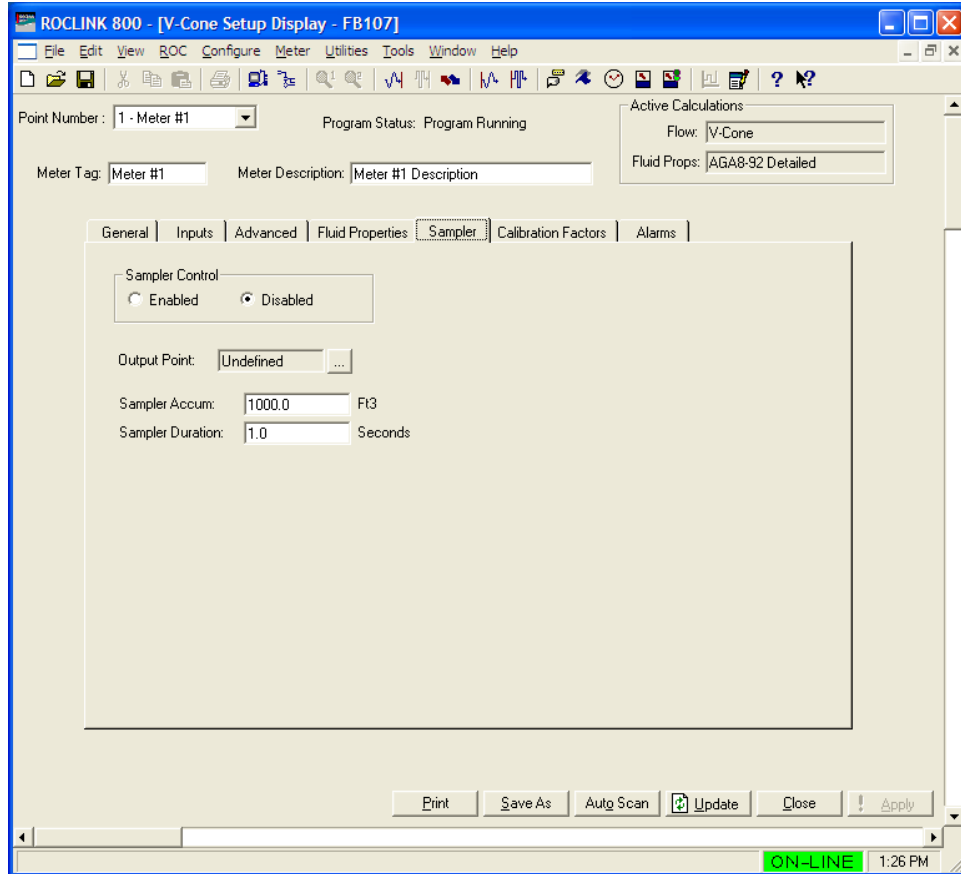 ROCLINK 800 - [V-Cone Setup Display - FB107]
File Edit View ROC Configure Meter Utilities Tools Window Help
Point Number : 1 - Meter #1
Program Status: Program Running
Active Calculations
Flow: V-Cone
Fluid Props: AGA8-92 Detailed
Meter Tag: Meter #1 Meter Description: Meter #1 Description
General Inputs Advanced Fluid Properties Sampler Calibration Factors Alarms
Sampler Control
Enabled Disabled
Output Point: Undefined ...
Sampler Accum: 1000.0 Ft3
Sampler Duration: 1.0 Seconds
Print Save As Auto Scan Update Close ! Apply
ON-LINE 1:26 PM